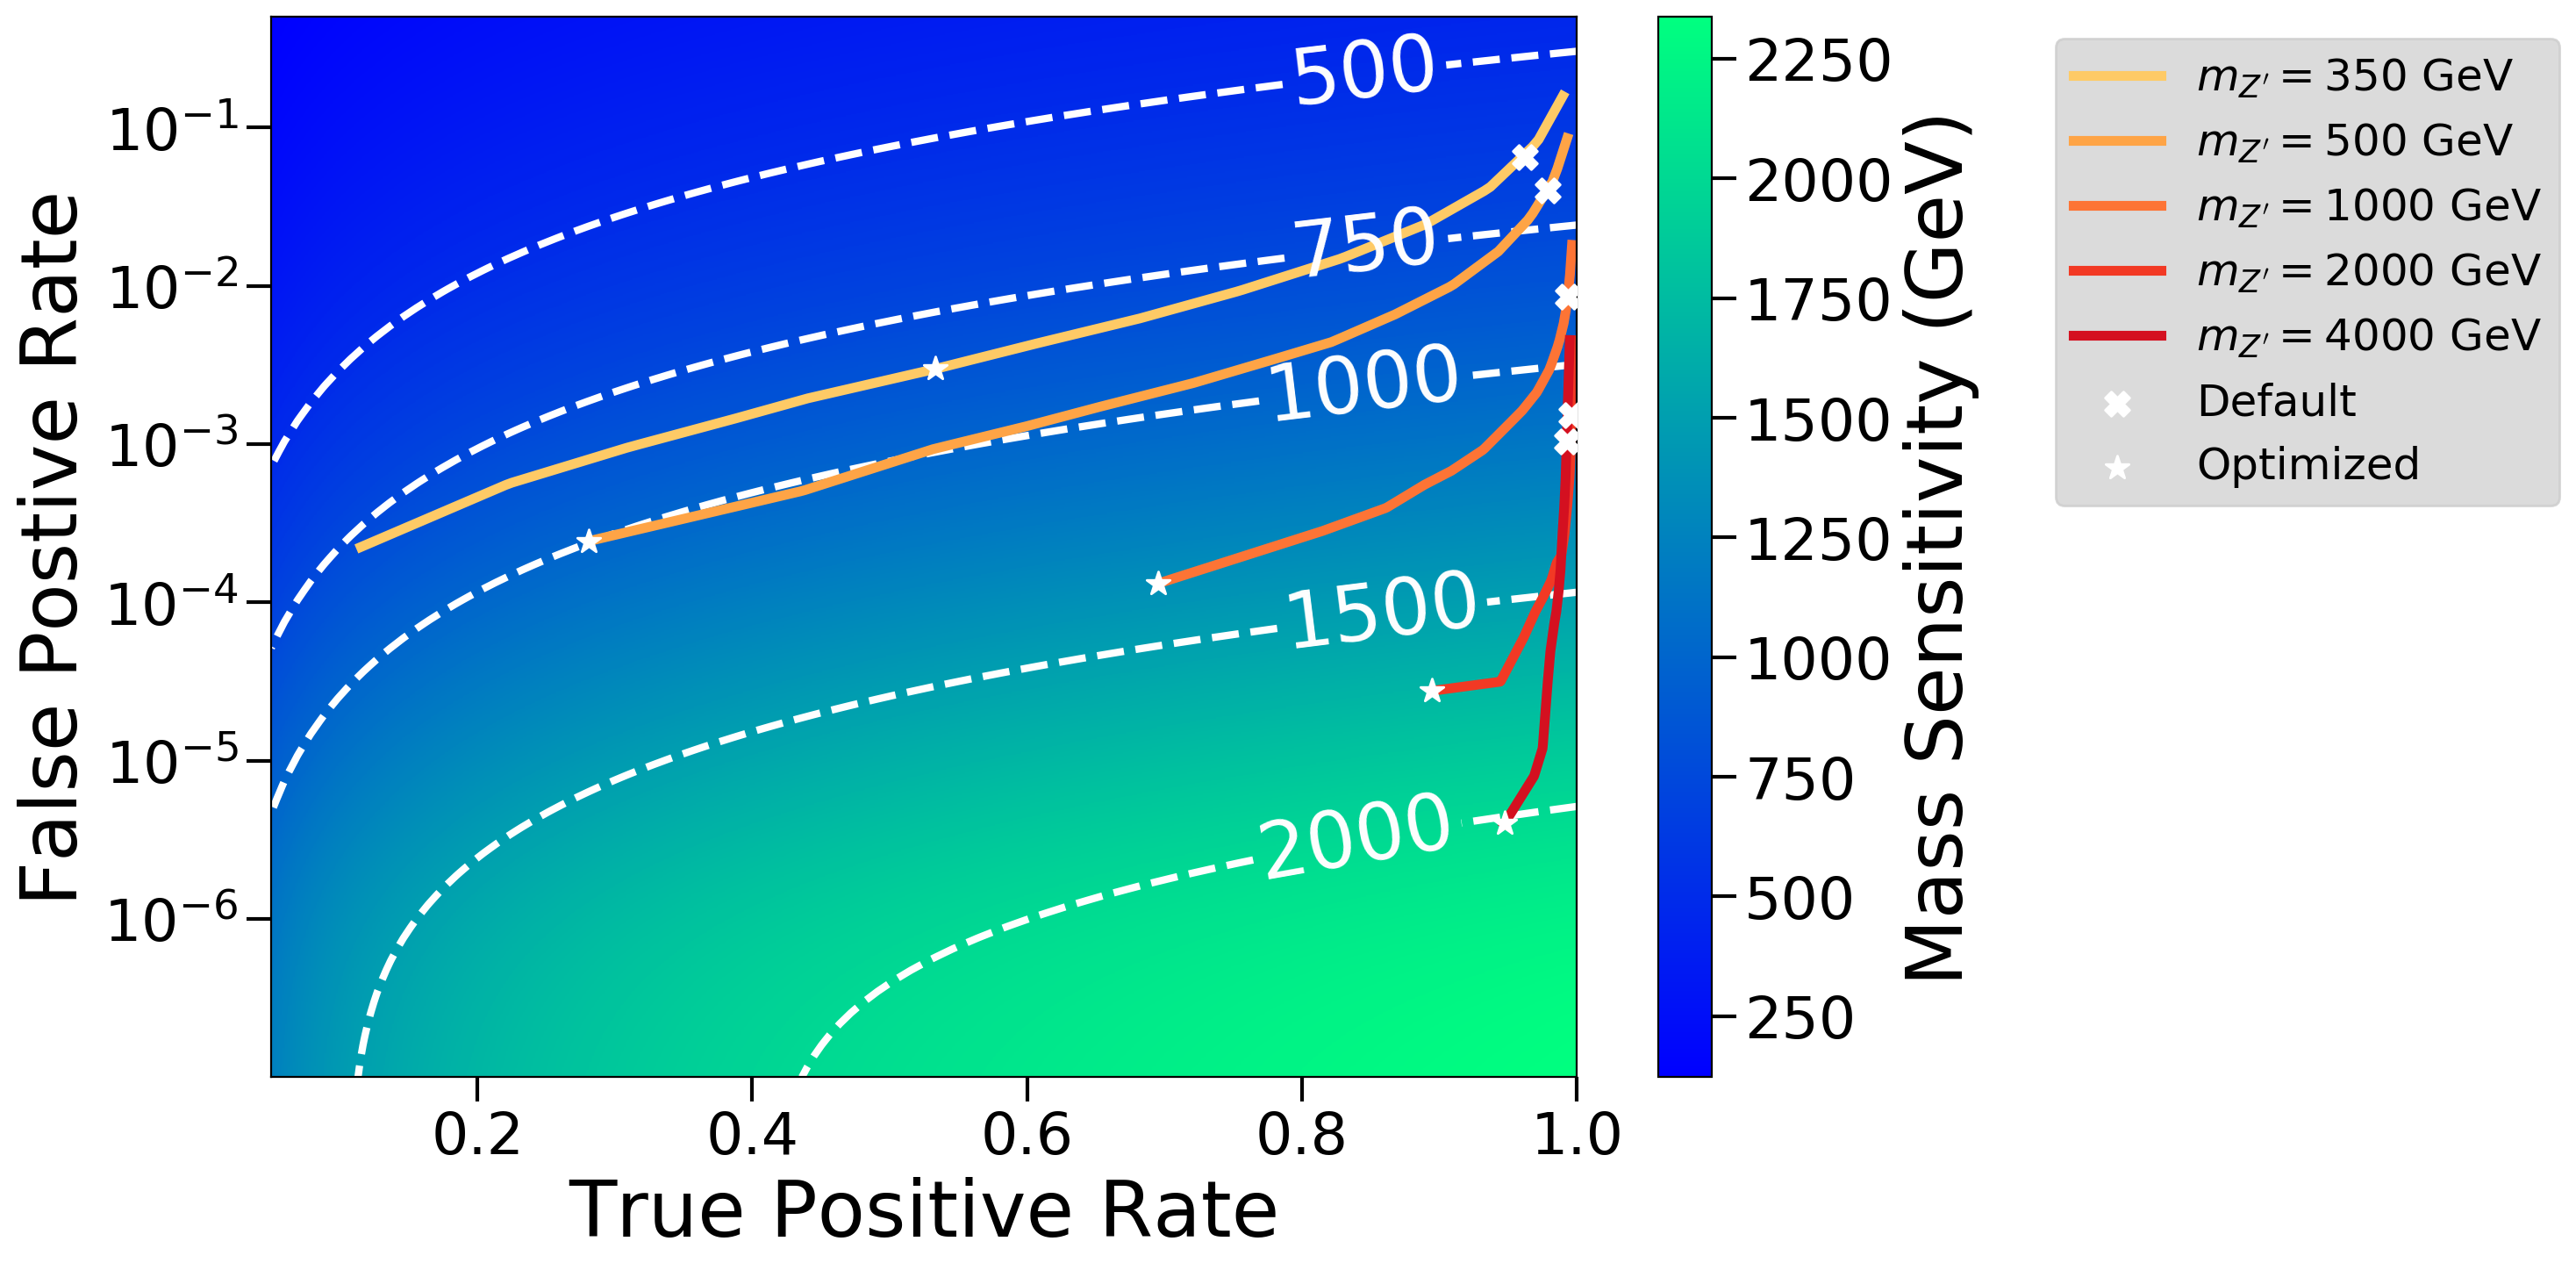 False Postive Rate
10⁻¹
10⁻²
10⁻³
10⁻⁴
10⁻⁵
10⁻⁶
500
750
1000
1500
2000
0.2 0.4 0.6 0.8 1.0
True Positive Rate
2250
2000
1750
1500
1250
1000
750
500
250
Mass Sensitivity (GeV)
m_{Z′} = 350 GeV
m_{Z′} = 500 GeV
m_{Z′} = 1000 GeV
m_{Z′} = 2000 GeV
m_{Z′} = 4000 GeV
Default
Optimized